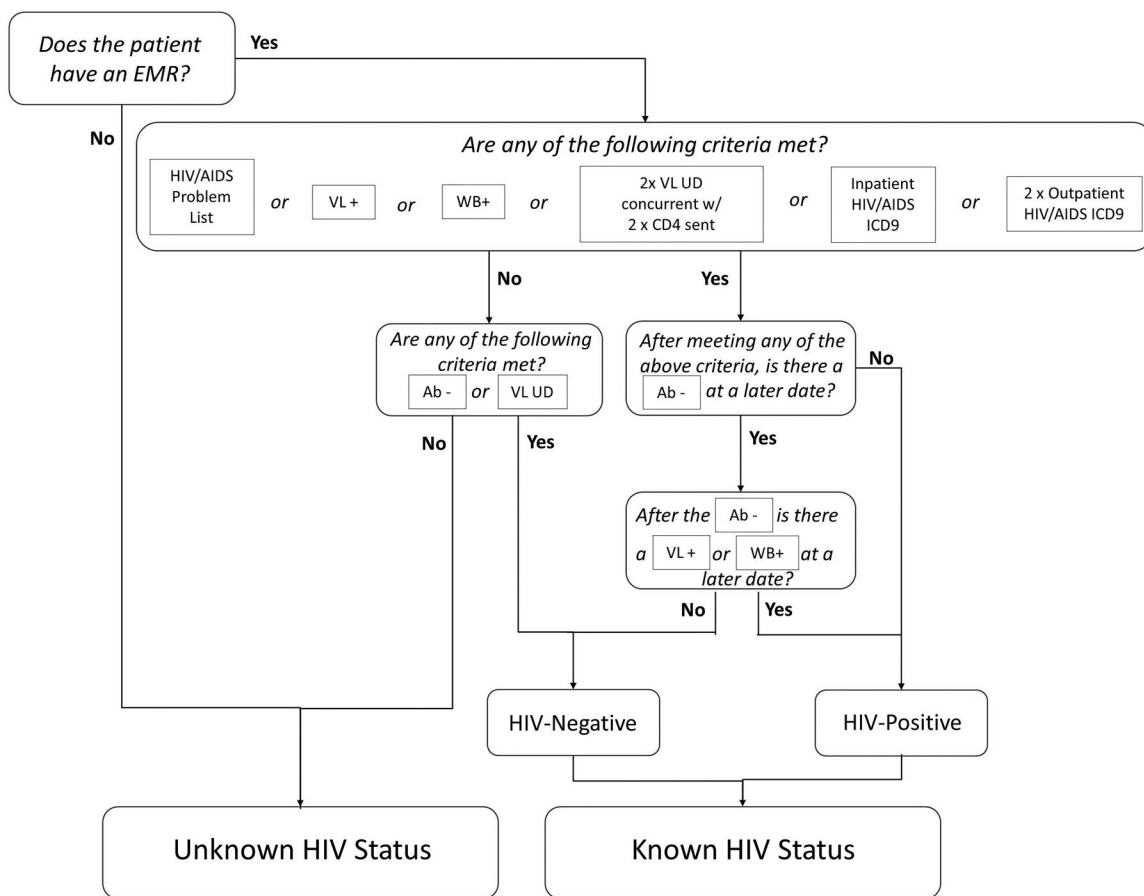 Does the patient
have an EMR?
Yes
No
Are any of the following criteria met?
HIV/AIDS
Problem
List
or
VL +
or
WB+
or
2x VL UD
concurrent w/
2 x CD4 sent
or
Inpatient
HIV/AIDS
ICD9
or
2 x Outpatient
HIV/AIDS ICD9
No
Yes
Are any of the following
criteria met?
Ab - or VL UD
After meeting any of the
above criteria, is there a
Ab - at a later date?
No
No
Yes
Yes
After the Ab - is there
a VL + or WB+ at a
later date?
No
Yes
HIV-Negative
HIV-Positive
Unknown HIV Status
Known HIV Status